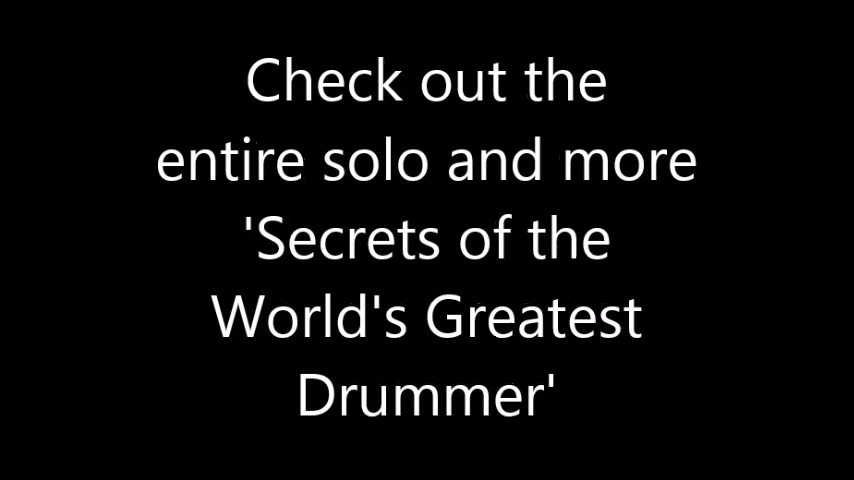 Check out the
entire solo and more
'Secrets of the
World's Greatest
Drummer'